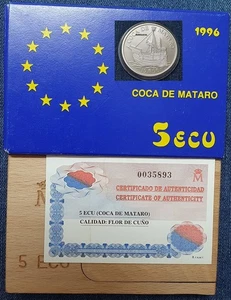 1996
COCA DE MATARO
5 ECU
0035893
CERTIFICADO DE AUTENTICIDAD
CERTIFICATE OF AUTHENTICITY
5 ECU (COCA DE MATARO)
CALIDAD: FLOR DE CUÑO
5 ECU